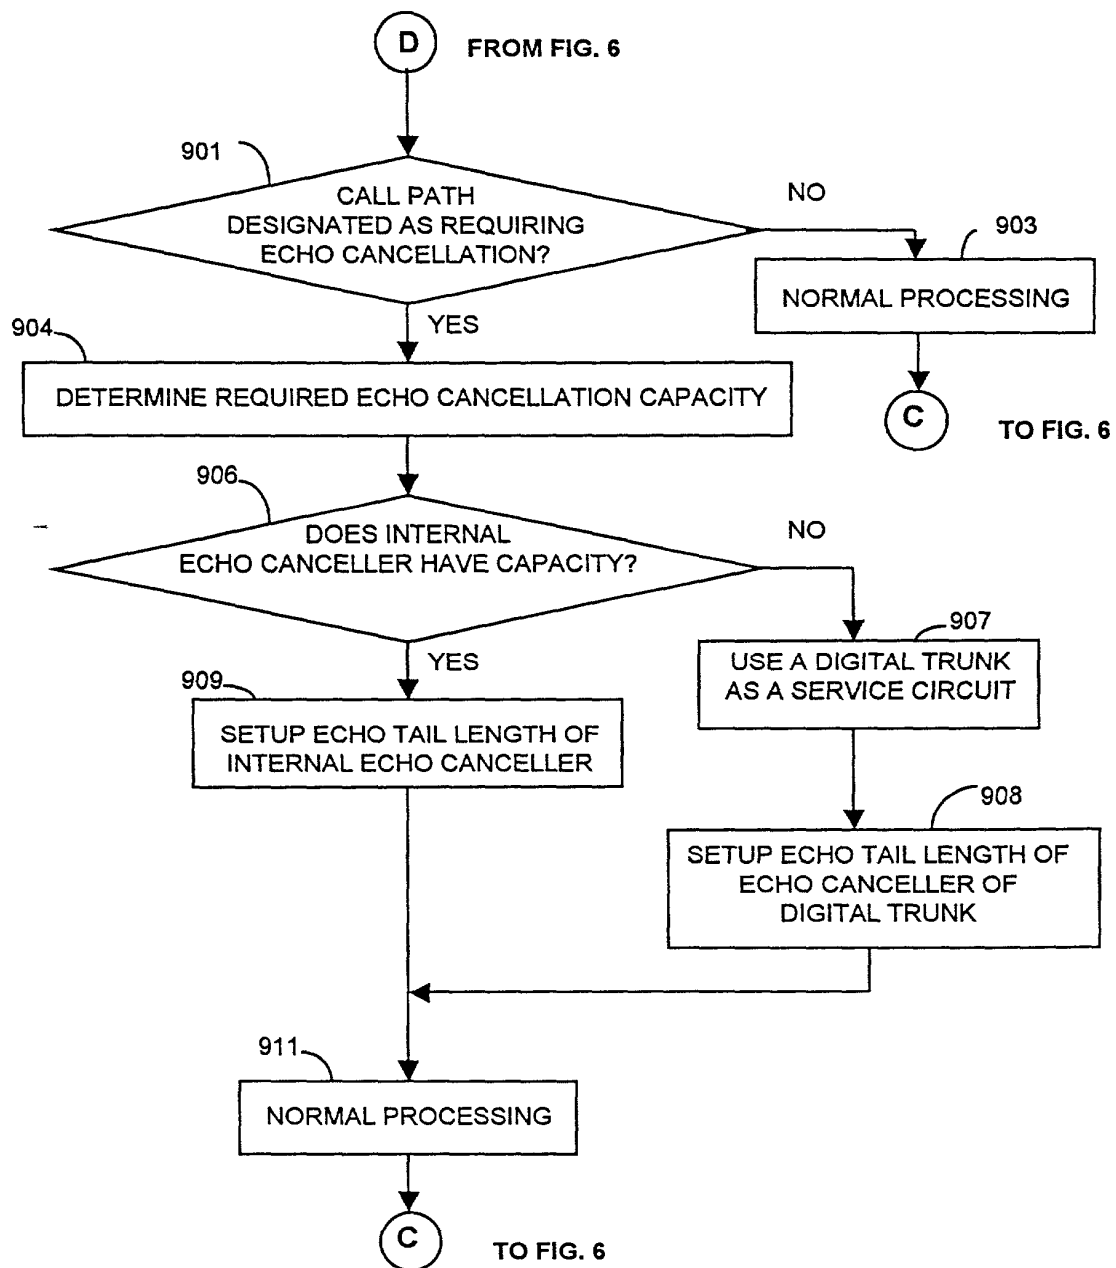 D
FROM FIG. 6
901
CALL PATH
DESIGNATED AS REQUIRING
ECHO CANCELLATION?
NO
903
NORMAL PROCESSING
C
TO FIG. 6
YES
904
DETERMINE REQUIRED ECHO CANCELLATION CAPACITY
906
DOES INTERNAL
ECHO CANCELLER HAVE CAPACITY?
NO
907
USE A DIGITAL TRUNK
AS A SERVICE CIRCUIT
YES
909
SETUP ECHO TAIL LENGTH OF
INTERNAL ECHO CANCELLER
908
SETUP ECHO TAIL LENGTH OF
ECHO CANCELLER OF
DIGITAL TRUNK
911
NORMAL PROCESSING
C
TO FIG. 6